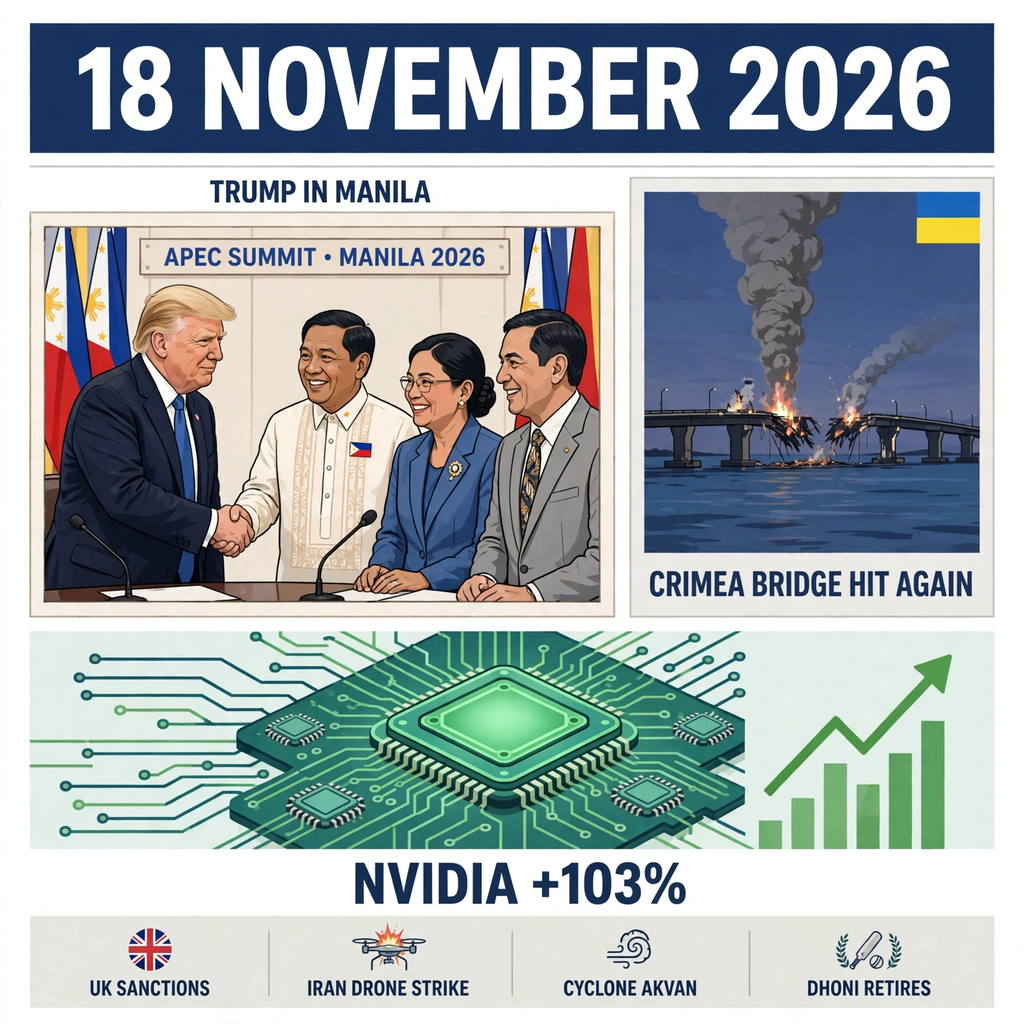 18 NOVEMBER 2026
TRUMP IN MANILA
APEC SUMMIT • MANILA 2026
CRIMEA BRIDGE HIT AGAIN
NVIDIA +103%
UK SANCTIONS
IRAN DRONE STRIKE
CYCLONE AKVAN
DHONI RETIRES